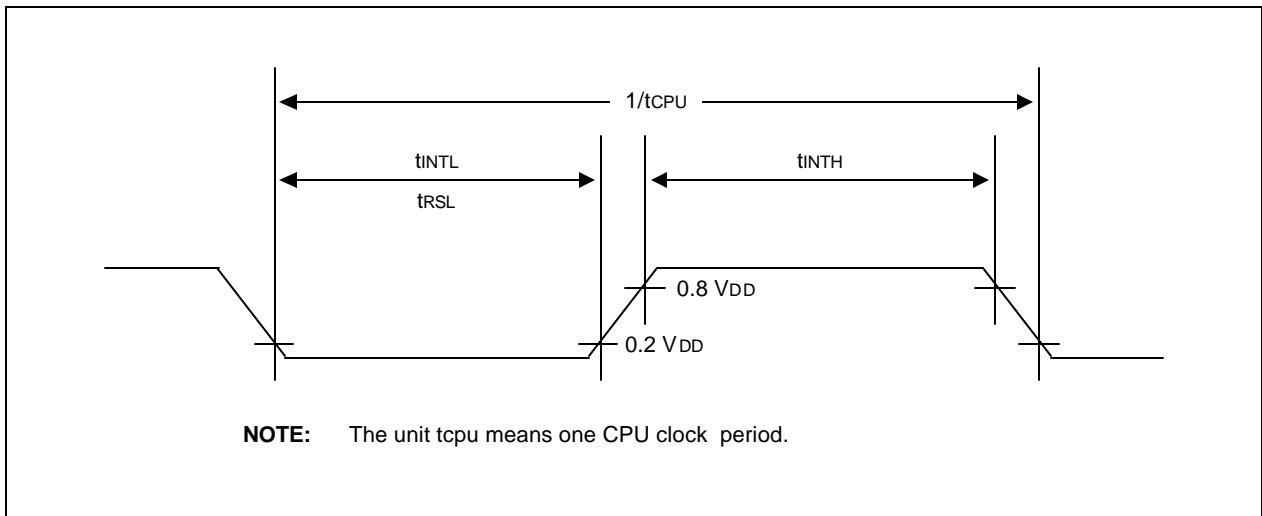 1/tCPU
tINTL
tINTH
tRSL
0.8 VDD
0.2 VDD
NOTE: The unit tcpu means one CPU clock period.